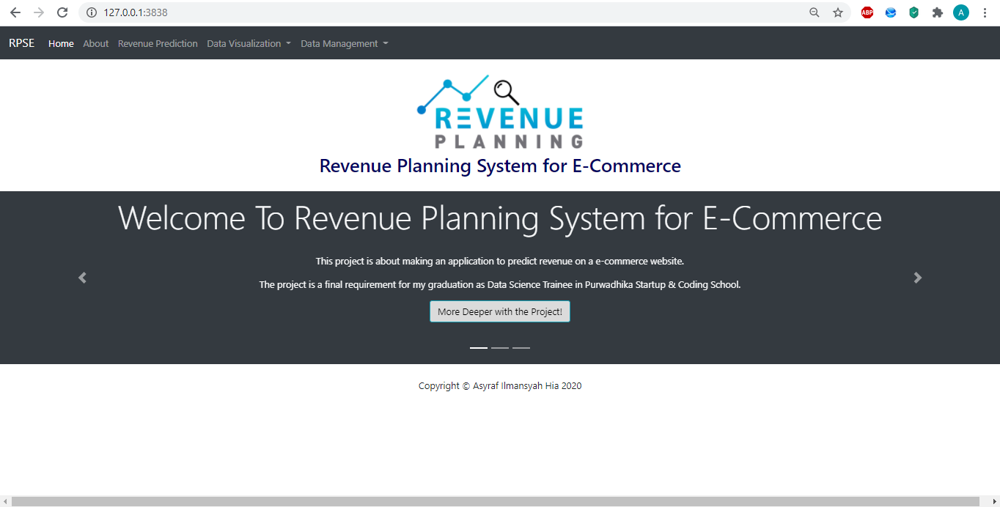 127.0.0.1:3838
ABP
A
RPSE Home About Revenue Prediction Data Visualization Data Management
REVENUE
PLANNING
Revenue Planning System for E-Commerce
Welcome To Revenue Planning System for E-Commerce
This project is about making an application to predict revenue on a e-commerce website.
The project is a final requirement for my graduation as Data Science Trainee in Purwadhika Startup & Coding School.
More Deeper with the Project!
Copyright © Asyraf Ilmansyah Hia 2020